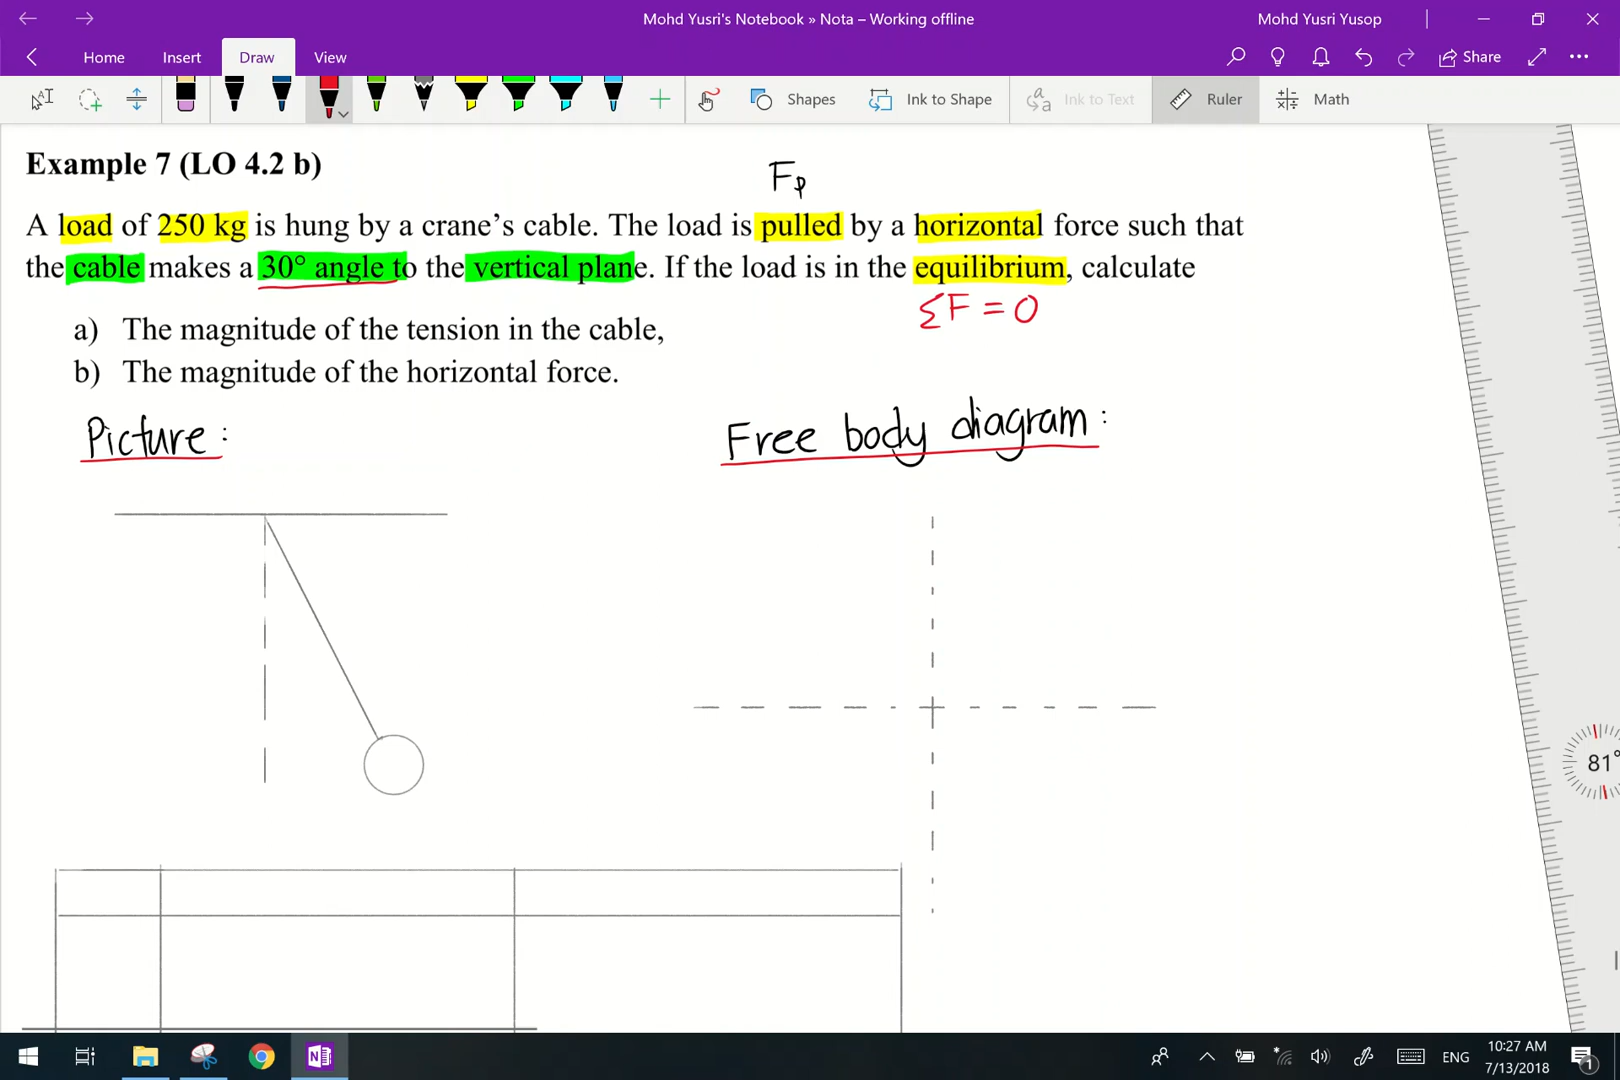 Mohd Yusri's Notebook » Nota – Working offline
Mohd Yusri Yusop
Home Insert Draw View
Share
Shapes Ink to Shape Ink to Text Ruler Math
Example 7 (LO 4.2 b)
Fp
A load of 250 kg is hung by a crane's cable. The load is pulled by a horizontal force such that
the cable makes a 30° angle to the vertical plane. If the load is in the equilibrium, calculate
ΣF = 0
a) The magnitude of the tension in the cable,
b) The magnitude of the horizontal force.
Picture :
Free body diagram :
81°
ENG
10:27 AM
7/13/2018
1